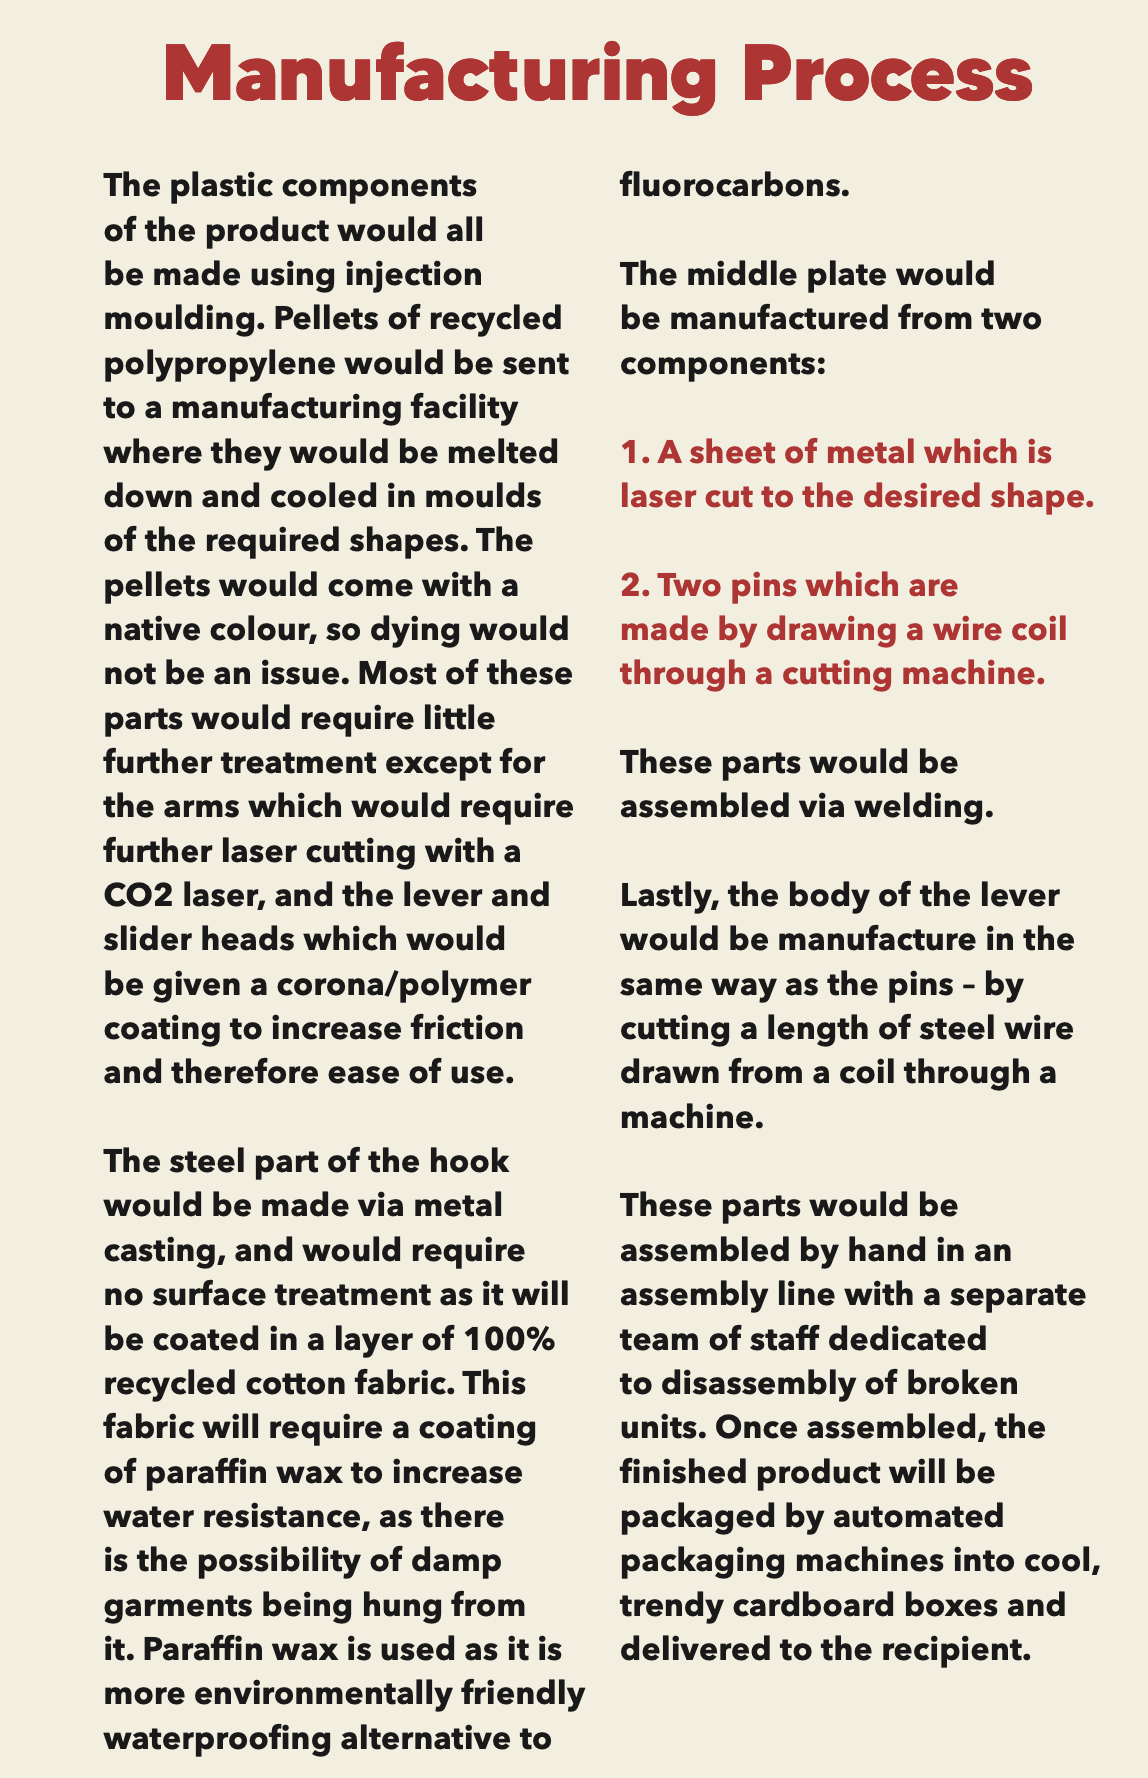 Manufacturing Process
The plastic components
of the product would all
be made using injection
moulding. Pellets of recycled
polypropylene would be sent
to a manufacturing facility
where they would be melted
down and cooled in moulds
of the required shapes. The
pellets would come with a
native colour, so dying would
not be an issue. Most of these
parts would require little
further treatment except for
the arms which would require
further laser cutting with a
CO2 laser, and the lever and
slider heads which would
be given a corona/polymer
coating to increase friction
and therefore ease of use.
The steel part of the hook
would be made via metal
casting, and would require
no surface treatment as it will
be coated in a layer of 100%
recycled cotton fabric. This
fabric will require a coating
of paraffin wax to increase
water resistance, as there
is the possibility of damp
garments being hung from
it. Paraffin wax is used as it is
more environmentally friendly
waterproofing alternative to
fluorocarbons.
The middle plate would
be manufactured from two
components:
1. A sheet of metal which is
laser cut to the desired shape.
2. Two pins which are
made by drawing a wire coil
through a cutting machine.
These parts would be
assembled via welding.
Lastly, the body of the lever
would be manufacture in the
same way as the pins – by
cutting a length of steel wire
drawn from a coil through a
machine.
These parts would be
assembled by hand in an
assembly line with a separate
team of staff dedicated
to disassembly of broken
units. Once assembled, the
finished product will be
packaged by automated
packaging machines into cool,
trendy cardboard boxes and
delivered to the recipient.